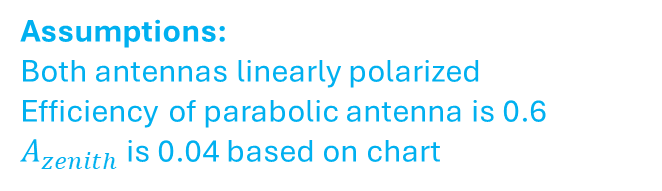 Assumptions:
Both antennas linearly polarized
Efficiency of parabolic antenna is 0.6
A_zenith is 0.04 based on chart